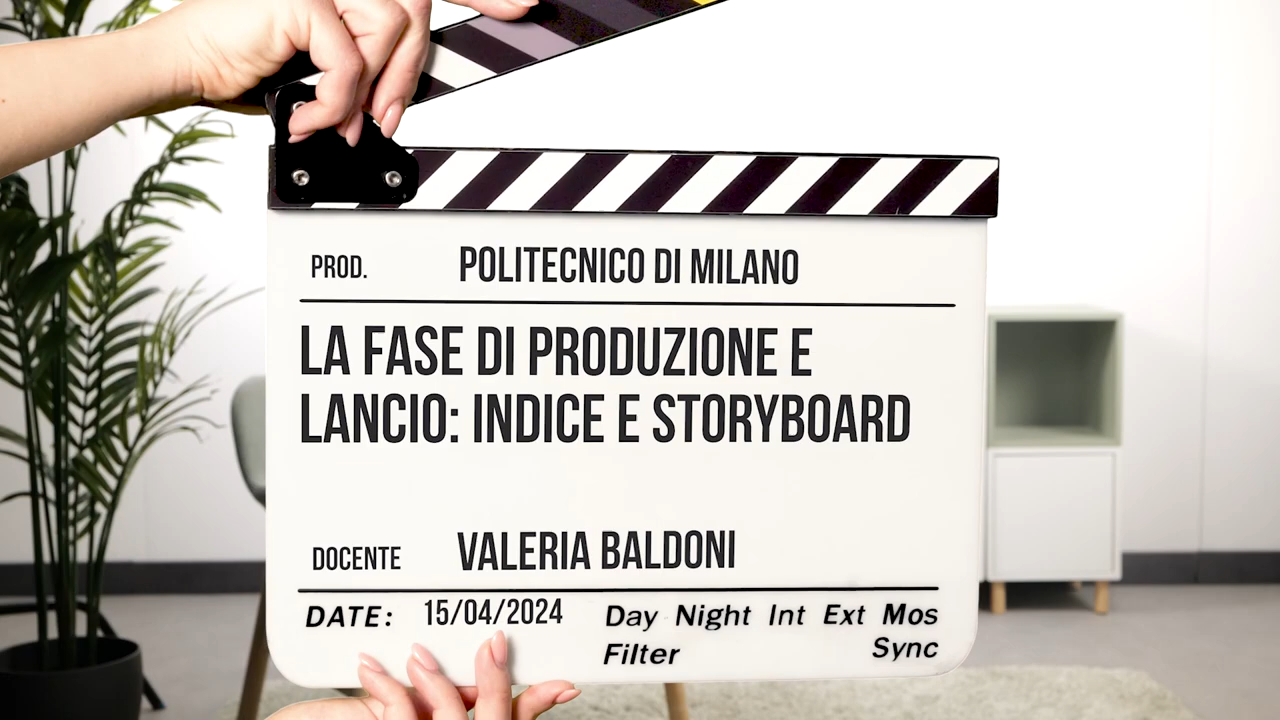 PROD. POLITECNICO DI MILANO
LA FASE DI PRODUZIONE E
LANCIO: INDICE E STORYBOARD
DOCENTE VALERIA BALDONI
DATE: 15/04/2024 Day Night Int Ext Mos
Filter Sync